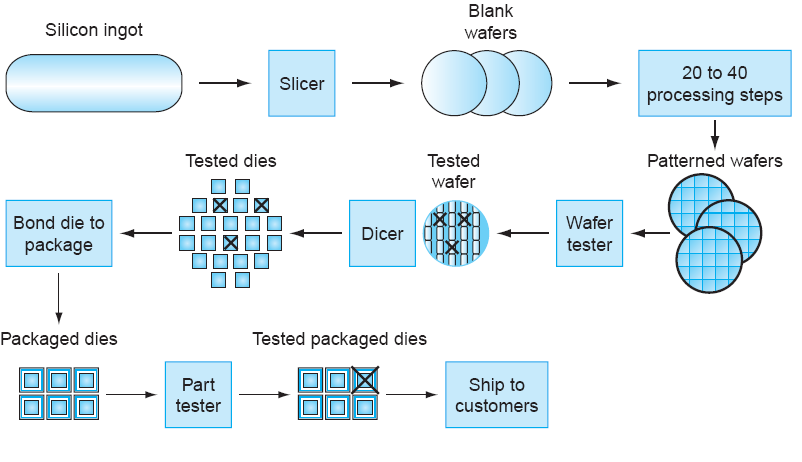 Silicon ingot
Slicer
Blank
wafers
20 to 40
processing steps
Patterned wafers
Wafer
tester
Tested
wafer
Dicer
Tested dies
Bond die to
package
Packaged dies
Part
tester
Tested packaged dies
Ship to
customers